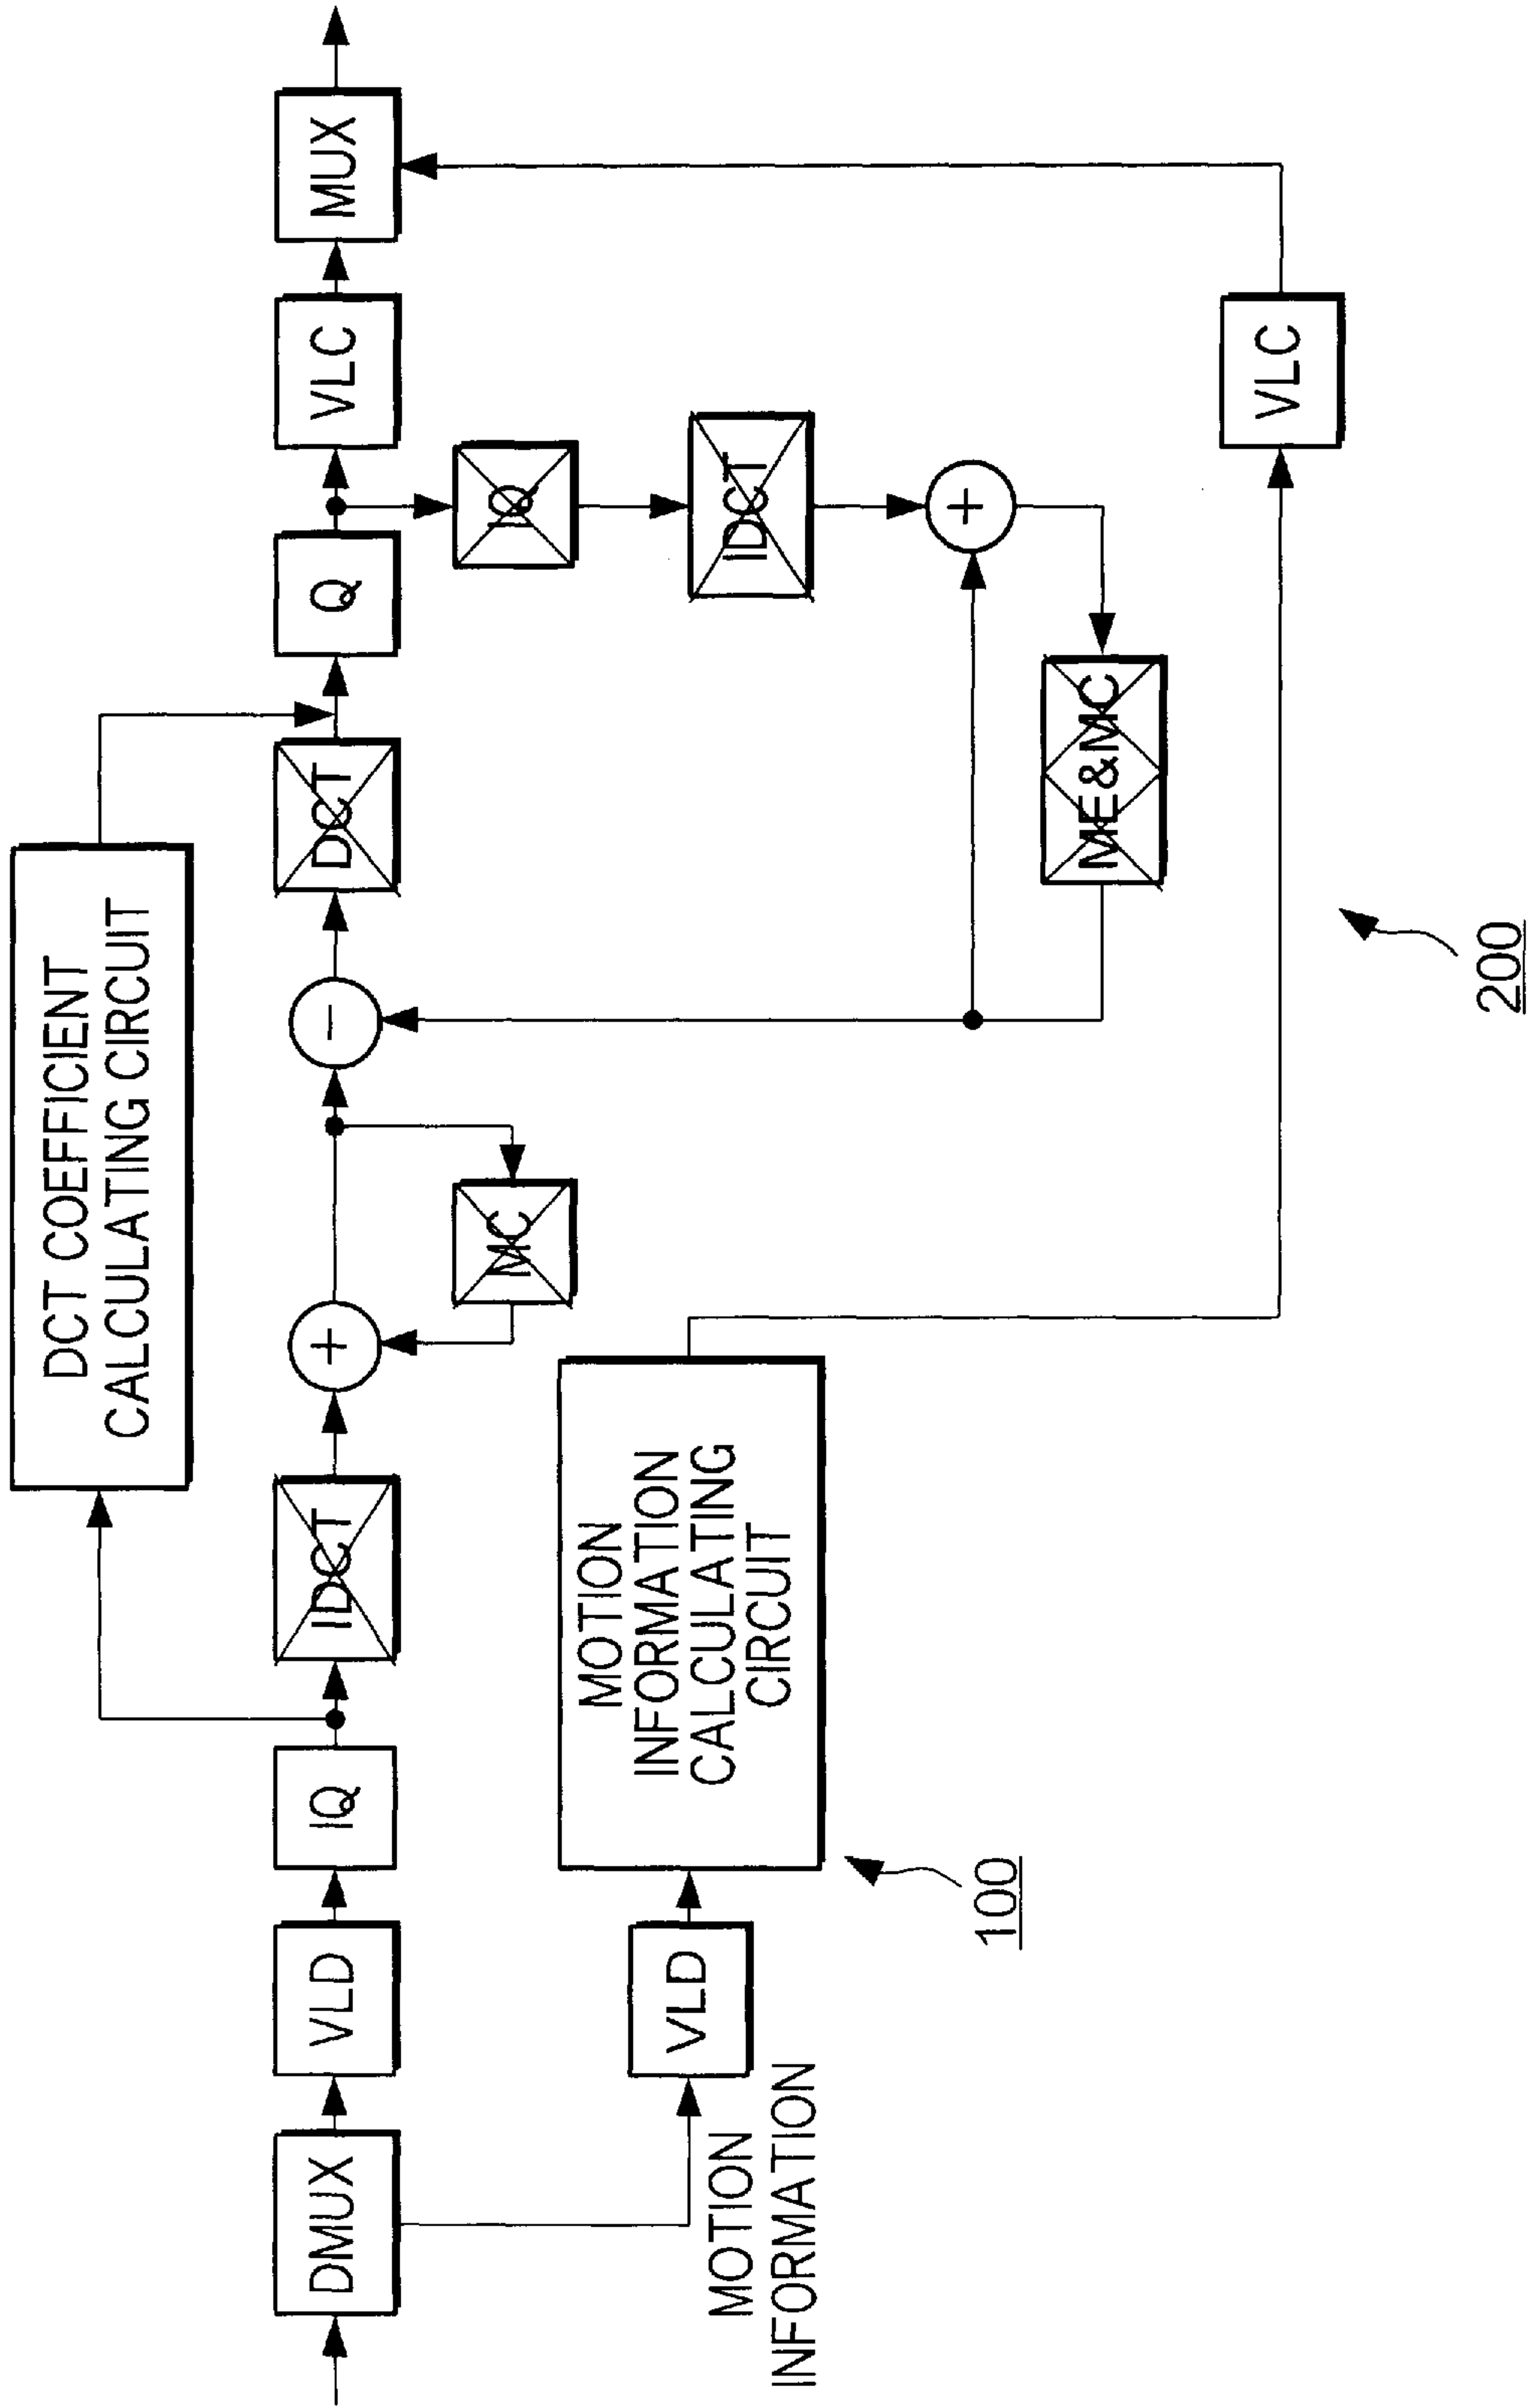 DCT COEFFICIENT
CALCULATING CIRCUIT
DMUX
VLD
IQ
IDCT
+
-
DCT
Q
VLC
MUX
MC
IQ
IDCT
+
ME&MC
MOTION
INFORMATION
VLD
MOTION
INFORMATION
CALCULATING
CIRCUIT
VLC
100
200